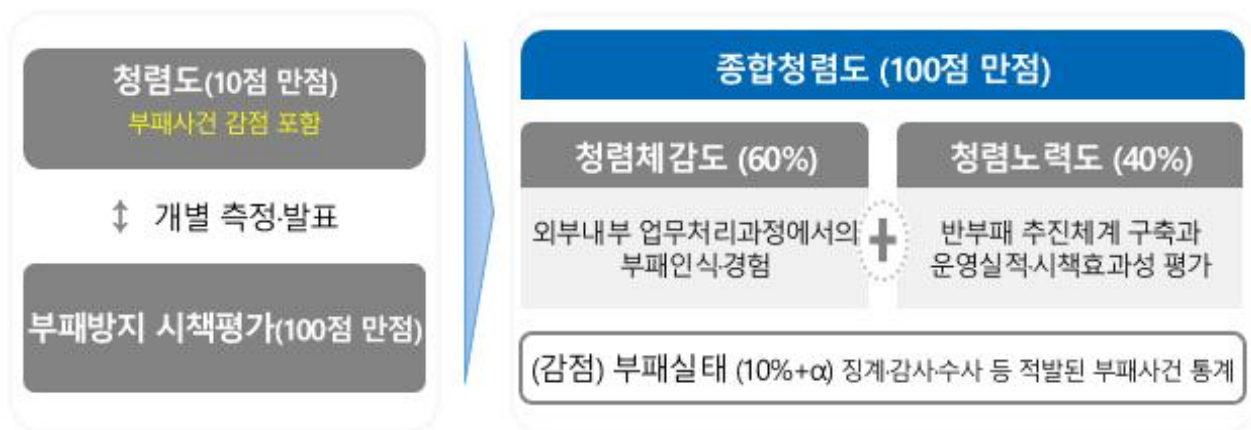 청렴도(10점 만점)
부패사건 감점 포함
↕ 개별 측정·발표
부패방지 시책평가(100점 만점)
종합청렴도 (100점 만점)
청렴체감도 (60%)
외부내부 업무처리과정에서의
부패인식·경험
+
청렴노력도 (40%)
반부패 추진체계 구축과
운영실적·시책효과성 평가
(감점) 부패실태 (10%+α) 징계·감사·수사 등 적발된 부패사건 통계